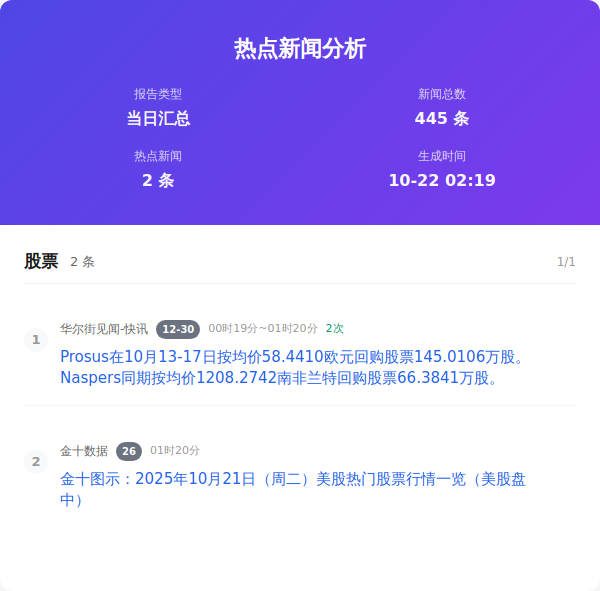 热点新闻分析
报告类型
新闻总数
当日汇总
445 条
热点新闻
生成时间
2 条
10-22 02:19
股票 2 条 1/1
1
华尔街见闻-快讯 12-30 00时19分~01时20分 2次
Prosus在10月13-17日按均价58.4410欧元回购股票145.0106万股。
Naspers同期按均价1208.2742南非兰特回购股票66.3841万股。
2
金十数据 26 01时20分
金十图示：2025年10月21日（周二）美股热门股票行情一览（美股盘
中）